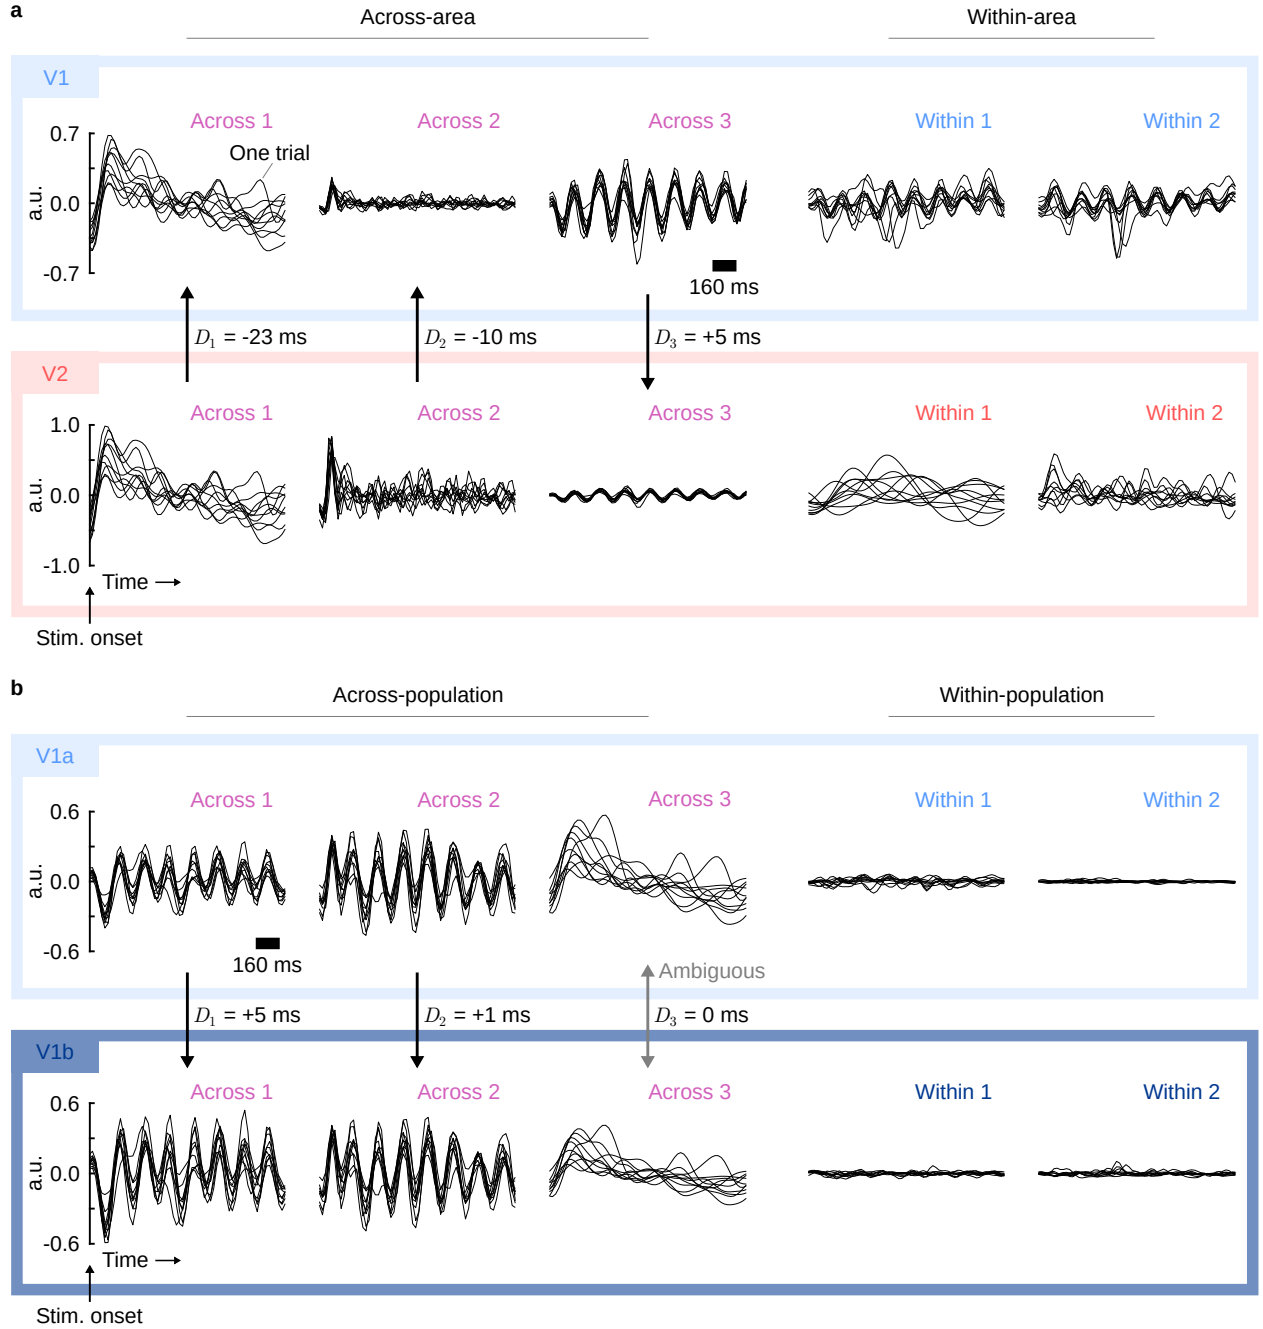 a
Across-area
Within-area
V1
Across 1
Across 2
Across 3
Within 1
Within 2
One trial
0.7
0.0
-0.7
a.u.
160 ms
D1 = -23 ms
D2 = -10 ms
D3 = +5 ms
V2
Across 1
Across 2
Across 3
Within 1
Within 2
1.0
0.0
-1.0
a.u.
Time
Stim. onset
b
Across-population
Within-population
V1a
Across 1
Across 2
Across 3
Within 1
Within 2
0.6
0.0
-0.6
a.u.
160 ms
Ambiguous
D1 = +5 ms
D2 = +1 ms
D3 = 0 ms
V1b
Across 1
Across 2
Across 3
Within 1
Within 2
0.6
0.0
-0.6
a.u.
Time
Stim. onset